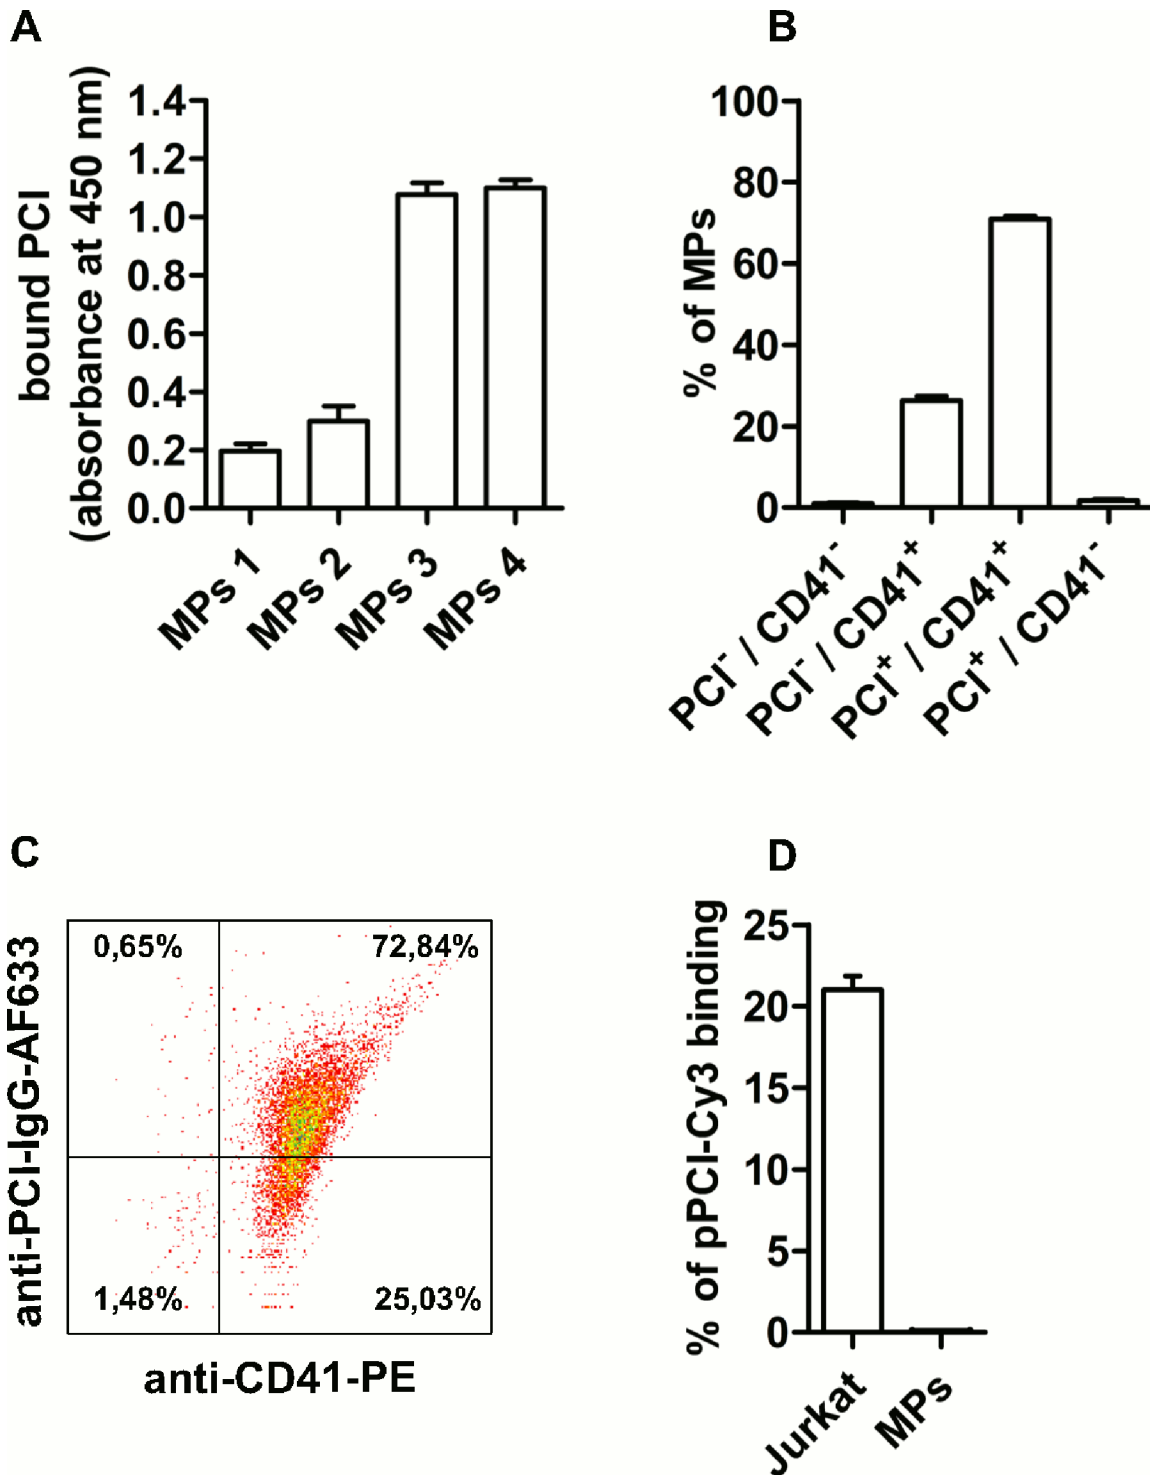 A
bound PCI
(absorbance at 450 nm)
1.4
1.2
1.0
0.8
0.6
0.4
0.2
0.0
MPs 1
MPs 2
MPs 3
MPs 4
B
% of MPs
100
80
60
40
20
0
PCI⁻ / CD41⁻
PCI⁻ / CD41⁺
PCI⁺ / CD41⁺
PCI⁺ / CD41⁻
C
anti-PCI-IgG-AF633
0,65%
72,84%
1,48%
25,03%
anti-CD41-PE
D
% of pPCI-Cy3 binding
25
20
15
10
5
0
Jurkat
MPs